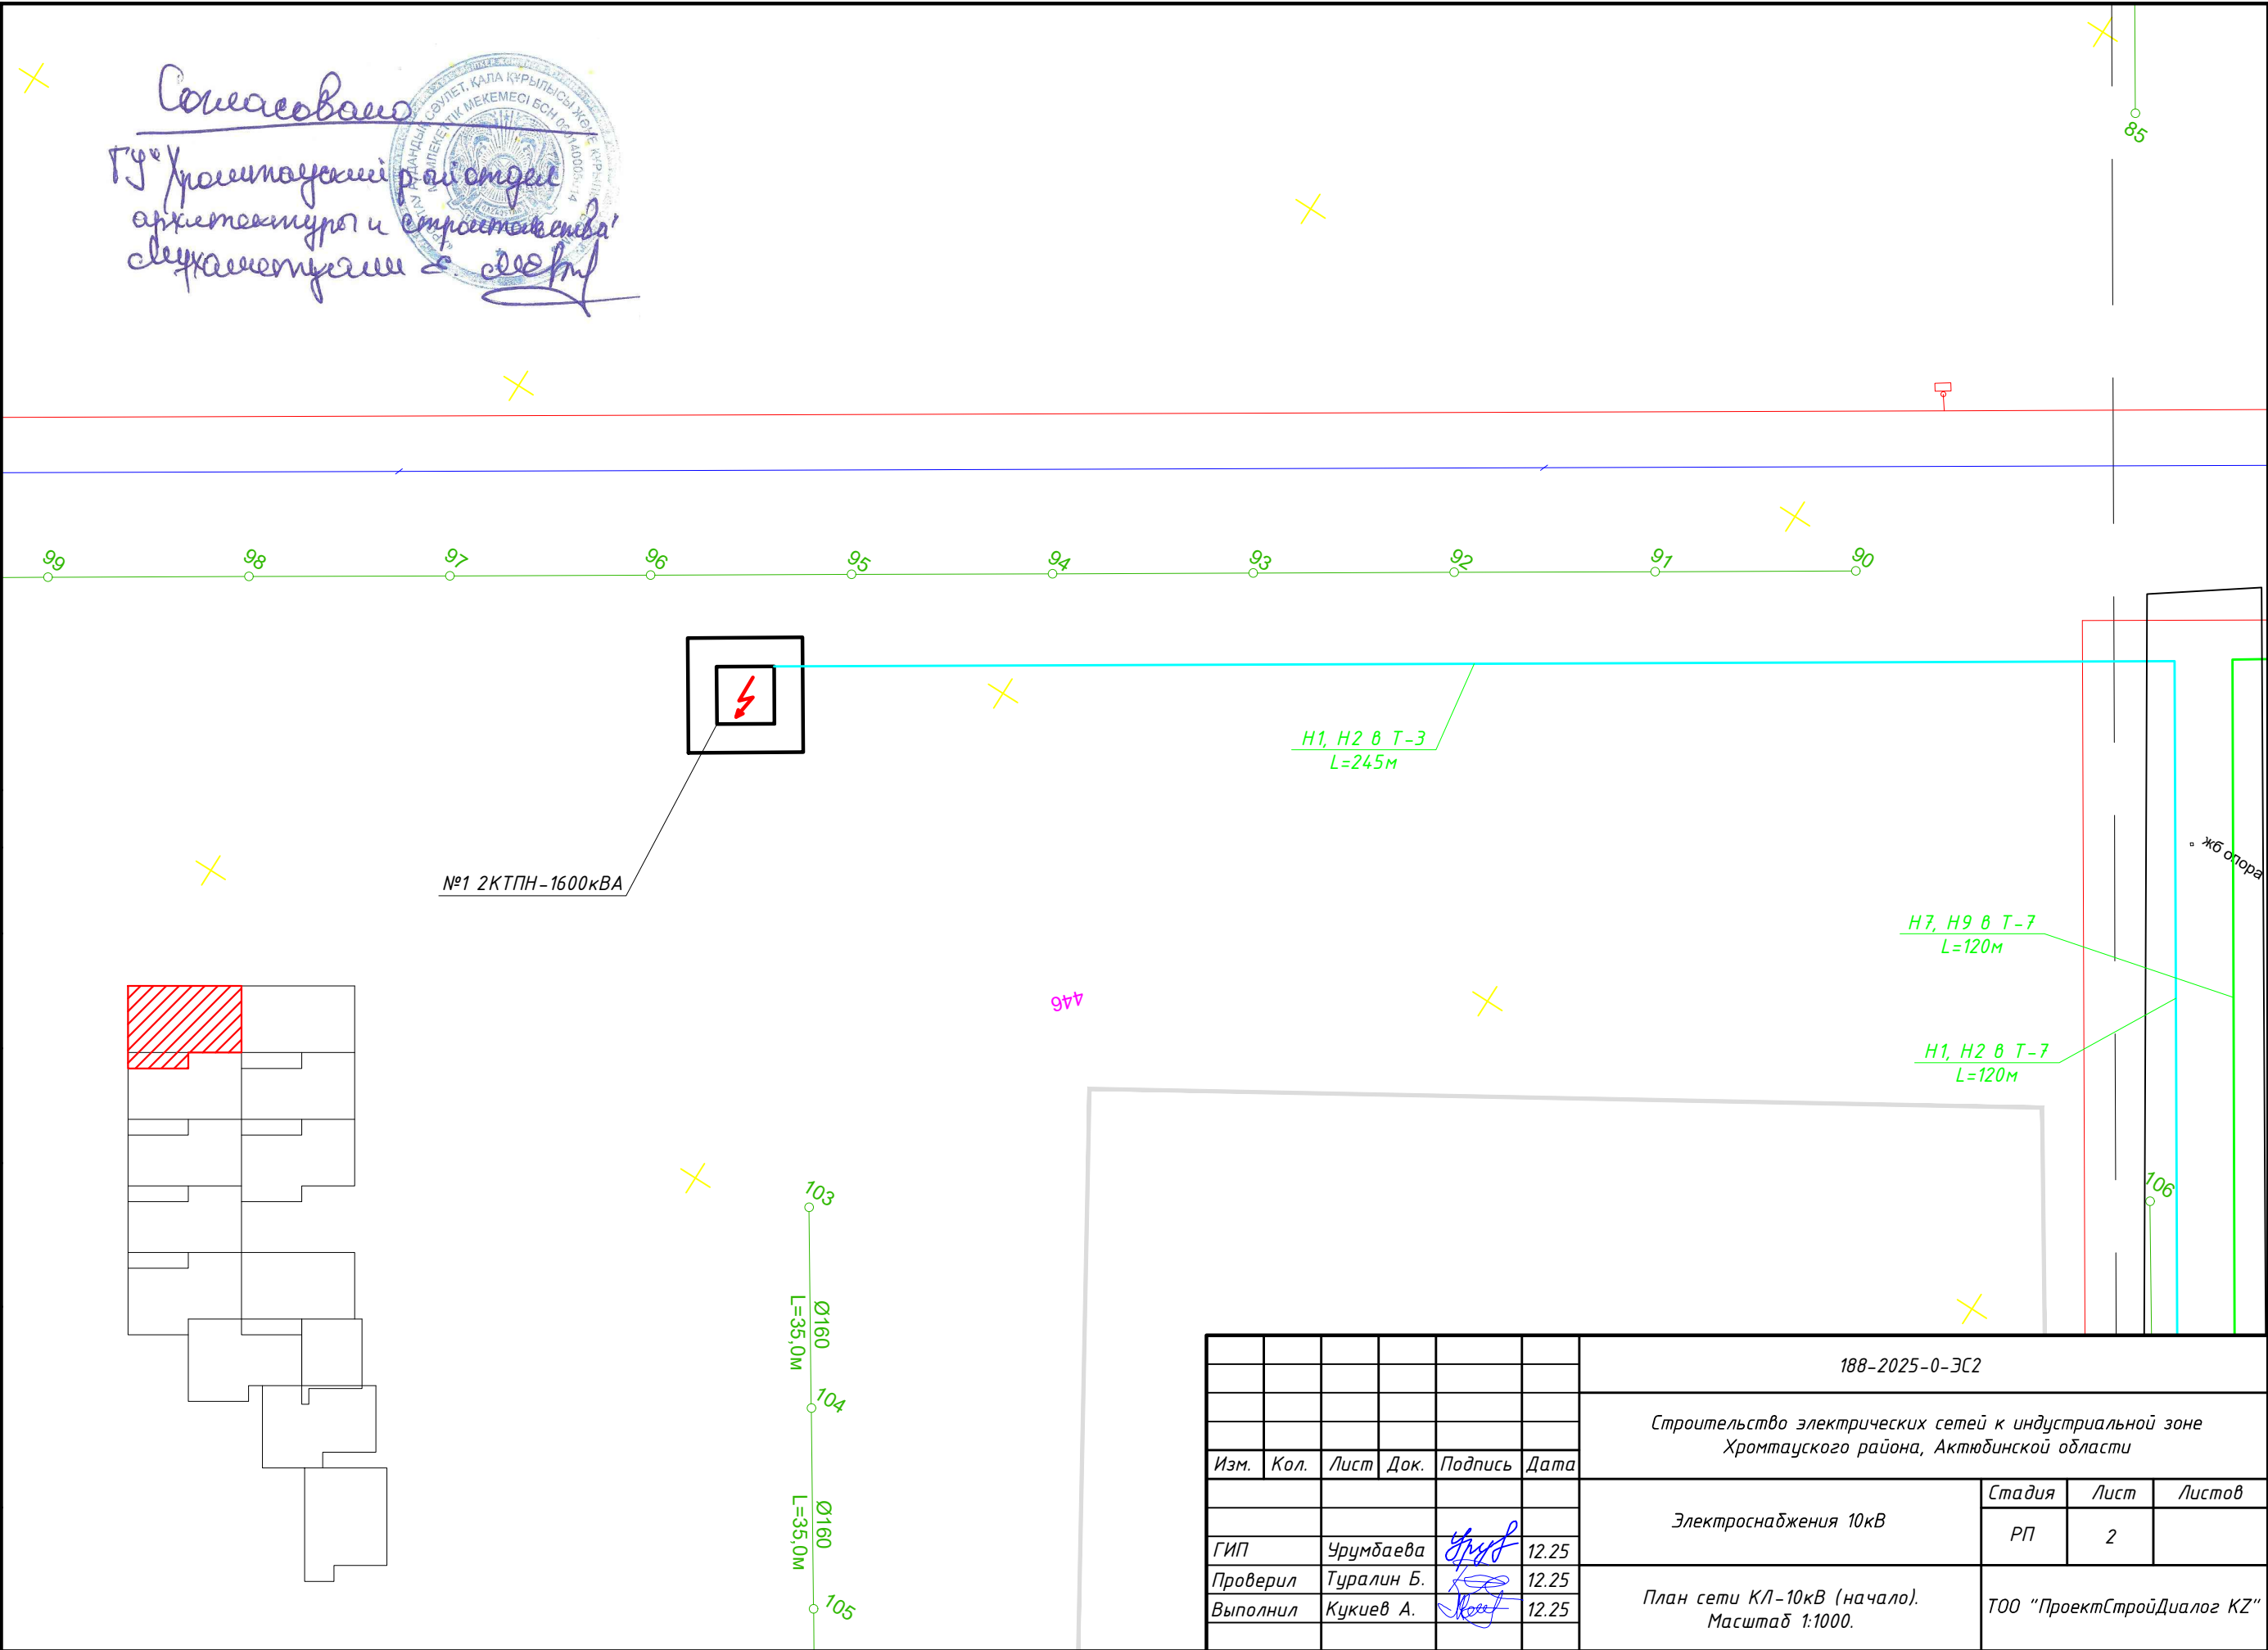 Согласовано
ГУ "Хромтауский райотдел
архитектуры и строительства"
85
99
98
97
96
95
94
93
92
91
90
Н1, Н2 в Т-3
L=245м
№1 2КТПН-1600кВА
жб опора
Н7, Н9 в Т-7
L=120м
446
Н1, Н2 в Т-7
L=120м
103
106
Ø160
L=35,0м
104
Ø160
L=35,0м
105
188-2025-0-ЭС2
Строительство электрических сетей к индустриальной зоне
Хромтауского района, Актюбинской области
Изм. Кол. Лист Док. Подпись Дата
Электроснабжения 10кВ
Стадия Лист Листов
РП 2
ГИП Урумбаева 12.25
Проверил Туралин Б. 12.25
Выполнил Кукиев А. 12.25
План сети КЛ-10кВ (начало).
Масштаб 1:1000.
ТОО "ПроектСтройДиалог KZ"